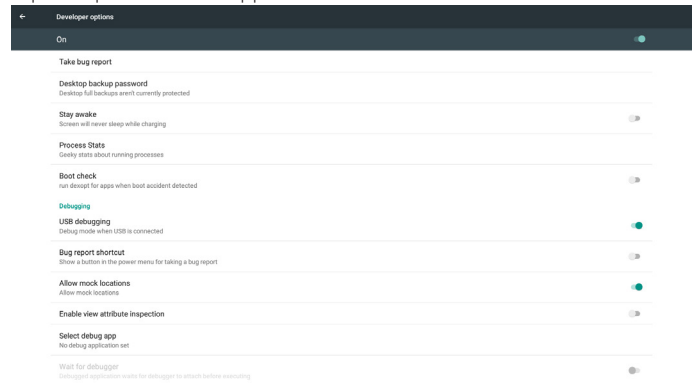 Developer options
On
Take bug report
Desktop backup password
Desktop full backups aren't currently protected
Stay awake
Screen will never sleep while charging
Process Stats
Geeky stats about running processes
Boot check
run dexopt for apps when boot accident detected
Debugging
USB debugging
Debug mode when USB is connected
Bug report shortcut
Show a button in the power menu for taking a bug report
Allow mock locations
Allow mock locations
Enable view attribute inspection
Select debug app
No debug application set
Wait for debugger
Debugged application waits for debugger to attach before executing